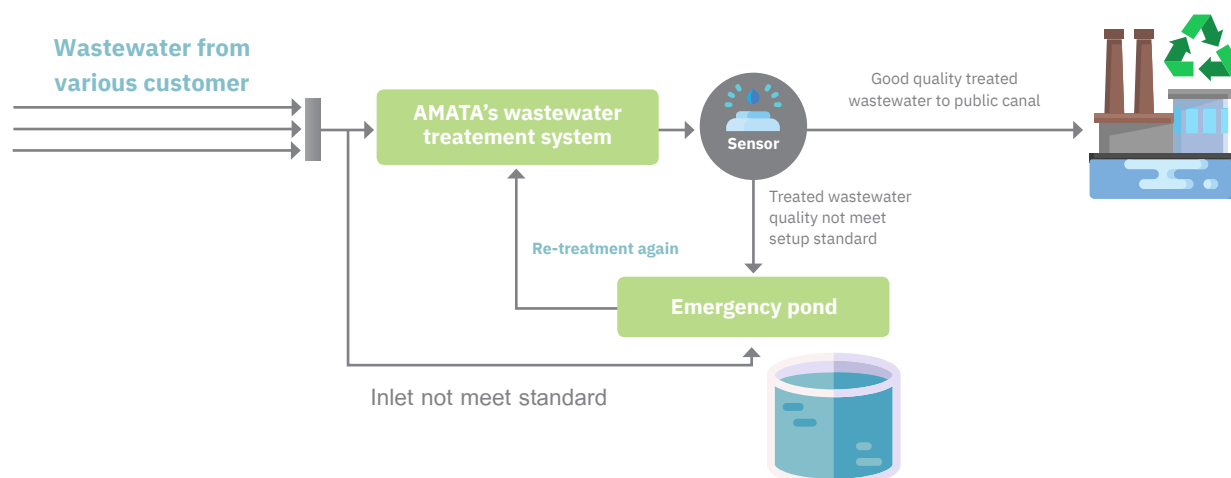 Wastewater from
various customer
AMATA's wastewater
treatement system
Sensor
Good quality treated
wastewater to public canal
Treated wastewater
quality not meet
setup standard
Re-treatment again
Emergency pond
Inlet not meet standard